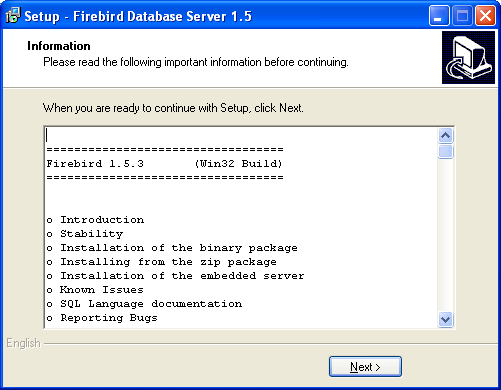 Setup - Firebird Database Server 1.5
Information
Please read the following important information before continuing.
When you are ready to continue with Setup, click Next.
==================================
Firebird 1.5.3       (Win32 Build)
==================================
o Introduction
o Stability
o Installation of the binary package
o Installing from the zip package
o Installation of the embedded server
o Known Issues
o SQL Language documentation
o Reporting Bugs
English
Next >